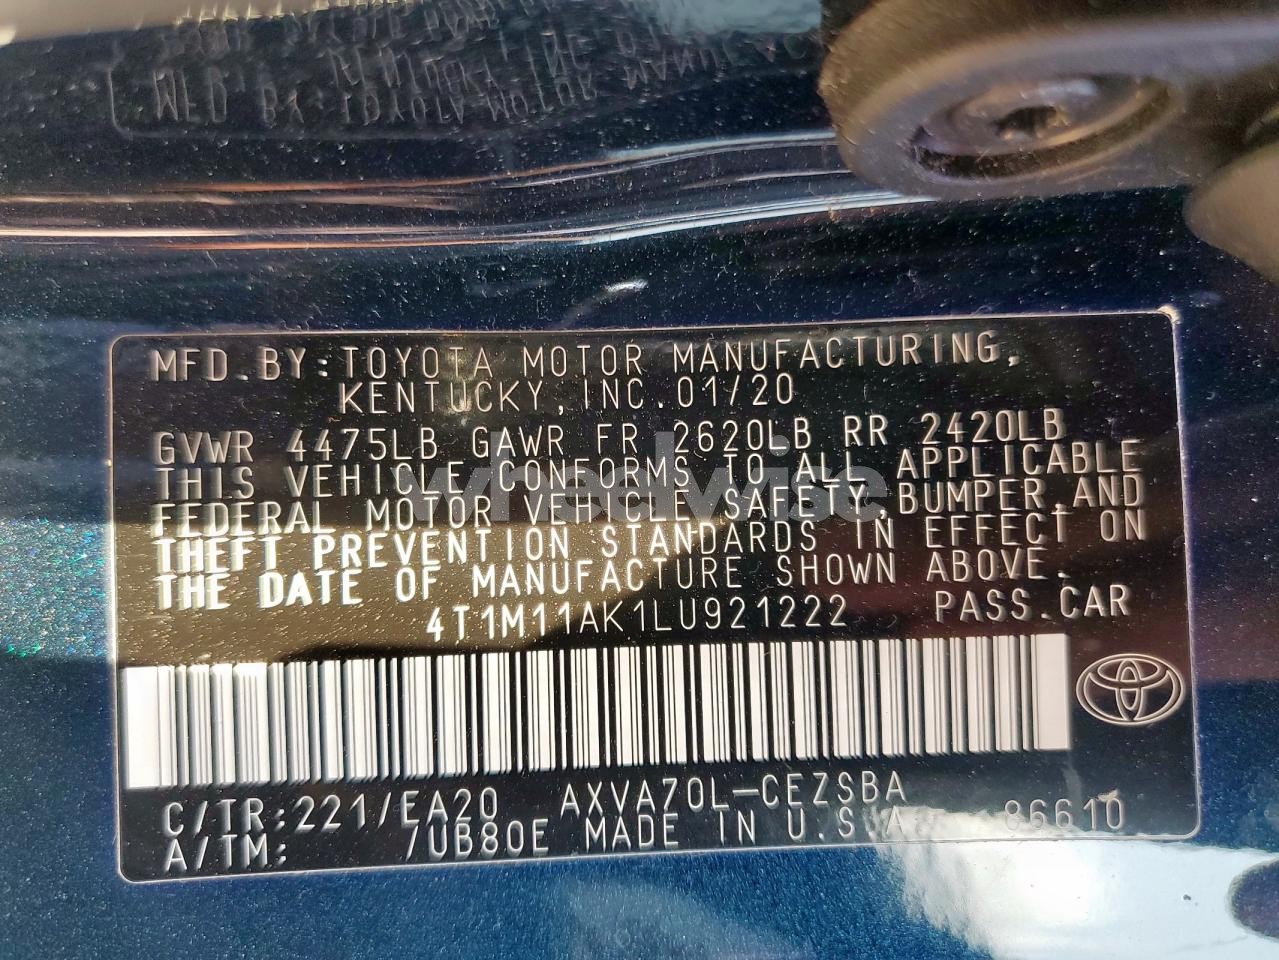 MFD. BY: TOYOTA MOTOR MANUFACTURING,
KENTUCKY, INC. 01/20
GVWR 4475LB GAWR FR 2620LB RR 2420LB
THIS VEHICLE CONFORMS TO ALL APPLICABLE
FEDERAL MOTOR VEHICLE SAFETY, BUMPER, AND
THEFT PREVENTION STANDARDS IN EFFECT ON
THE DATE OF MANUFACTURE SHOWN ABOVE.
4T1M11AK1LU921222 PASS. CAR
C/TR: 221/EA20 AXVA70L-CEZSBA
A/TM: /UB80E MADE IN U.S.A. 86610
wheelwise